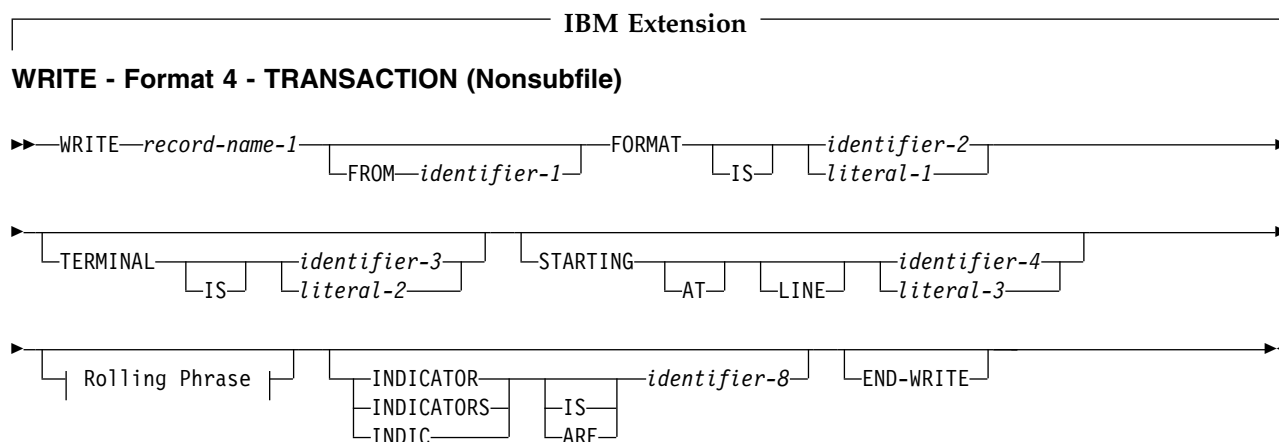 IBM Extension
WRITE - Format 4 - TRANSACTION (Nonsubfile)
WRITE record-name-1 FORMAT identifier-2
FROM identifier-1 IS literal-1
TERMINAL identifier-3 STARTING identifier-4
IS literal-2 AT LINE literal-3
Rolling Phrase INDICATOR identifier-8 END-WRITE
INDICATORS IS
INDIC ARE